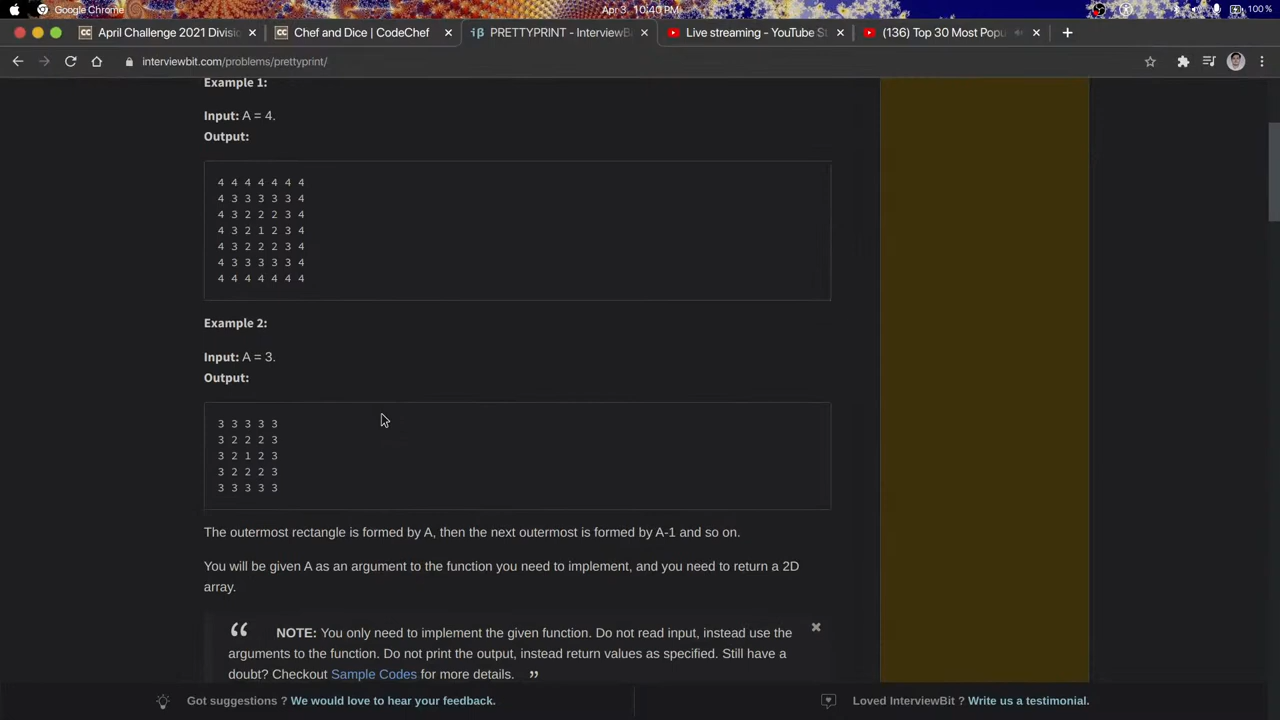 Google Chrome
Apr 3, 10:40 PM
100 %
April Challenge 2021 Divisi
Chef and Dice | CodeChef
PRETTYPRINT - InterviewBi
Live streaming - YouTube S
(136) Top 30 Most Popu
interviewbit.com/problems/prettyprint/
Example 1:
Input: A = 4.
Output:
4 4 4 4 4 4 4
4 3 3 3 3 3 4
4 3 2 2 2 3 4
4 3 2 1 2 3 4
4 3 2 2 2 3 4
4 3 3 3 3 3 4
4 4 4 4 4 4 4
Example 2:
Input: A = 3.
Output:
3 3 3 3 3
3 2 2 2 3
3 2 1 2 3
3 2 2 2 3
3 3 3 3 3
The outermost rectangle is formed by A, then the next outermost is formed by A-1 and so on.
You will be given A as an argument to the function you need to implement, and you need to return a 2D
array.
“ NOTE: You only need to implement the given function. Do not read input, instead use the
arguments to the function. Do not print the output, instead return values as specified. Still have a
doubt? Checkout Sample Codes for more details. ”
Got suggestions ? We would love to hear your feedback.
Loved InterviewBit ? Write us a testimonial.